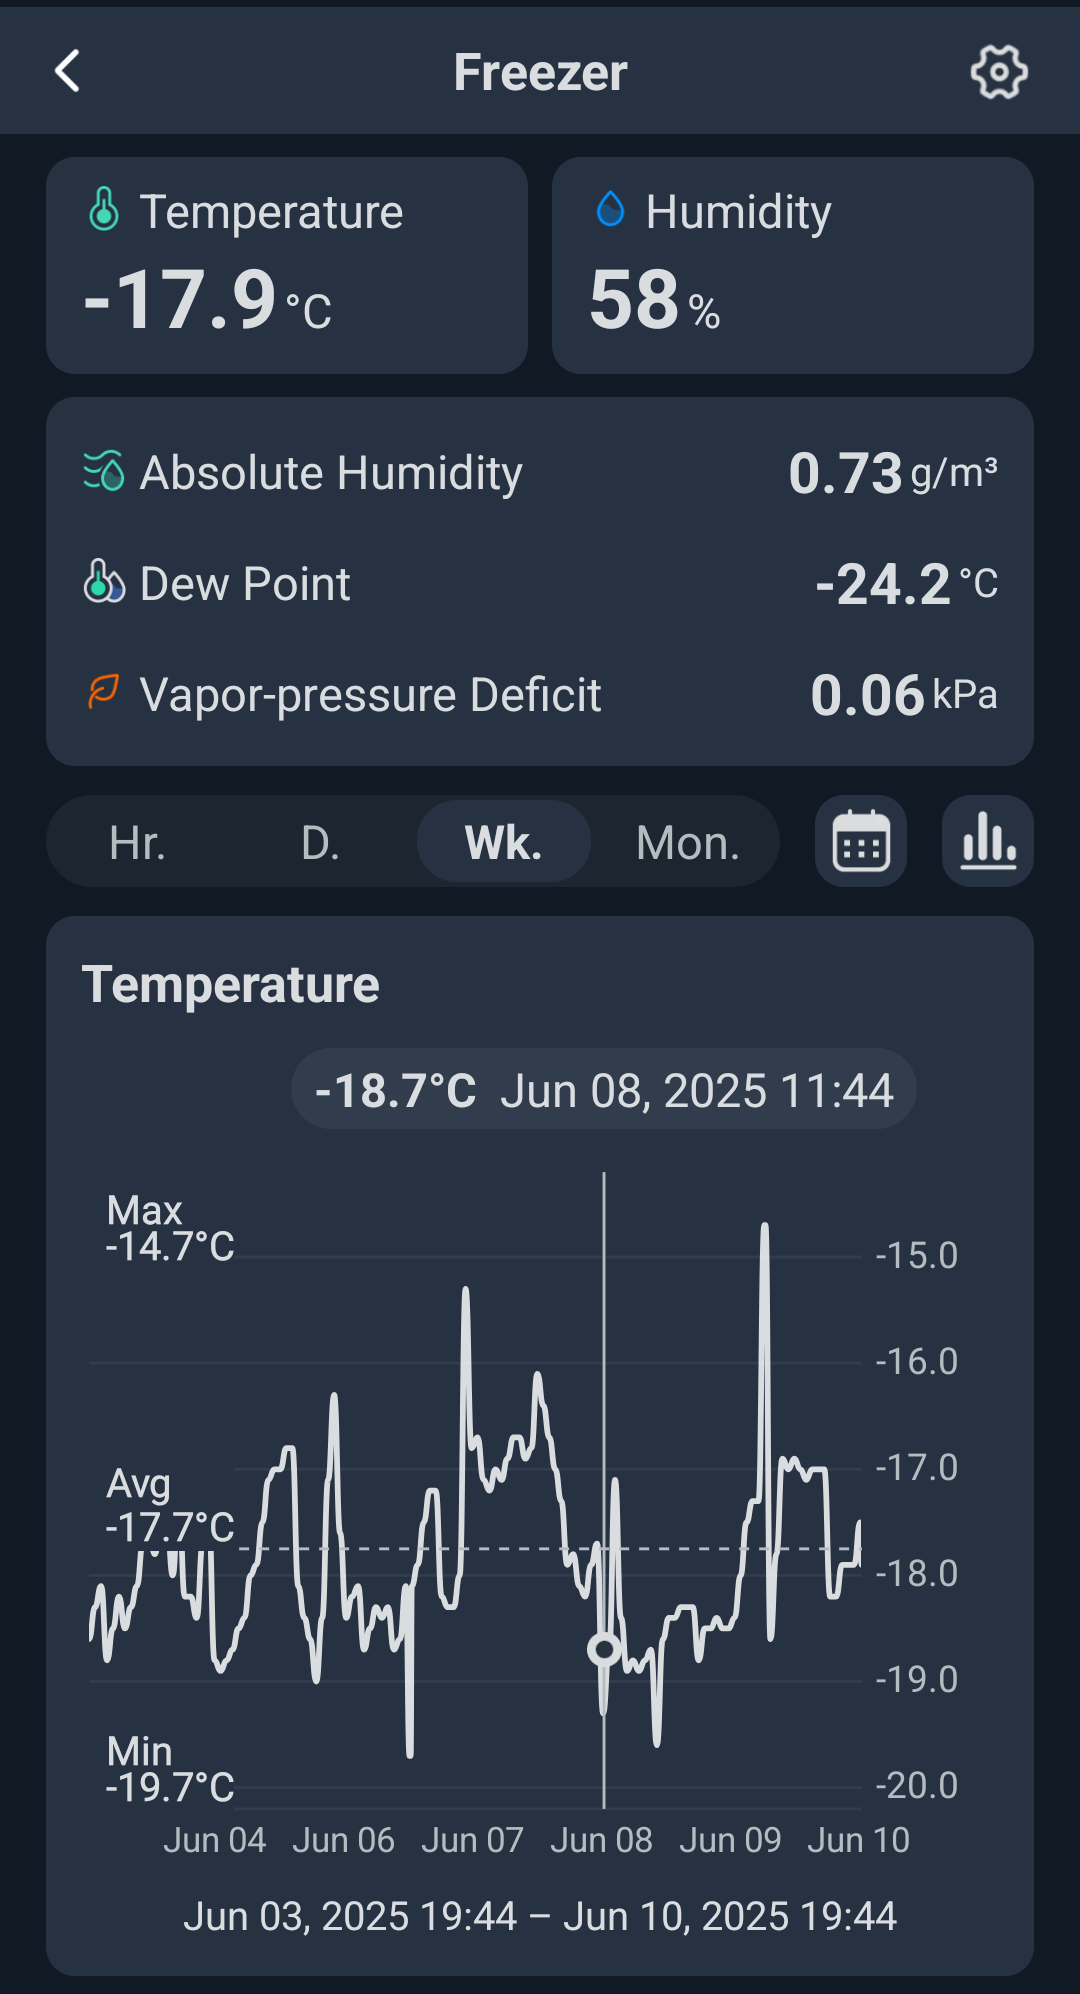 Freezer
Temperature
-17.9 °C
Humidity
58 %
Absolute Humidity 0.73 g/m³
Dew Point -24.2 °C
Vapor-pressure Deficit 0.06 kPa
Hr. D. Wk. Mon.
Temperature
-18.7°C Jun 08, 2025 11:44
Max
-14.7°C
-15.0
-16.0
-17.0
Avg
-17.7°C
-18.0
-19.0
Min
-19.7°C
-20.0
Jun 04 Jun 06 Jun 07 Jun 08 Jun 09 Jun 10
Jun 03, 2025 19:44 – Jun 10, 2025 19:44